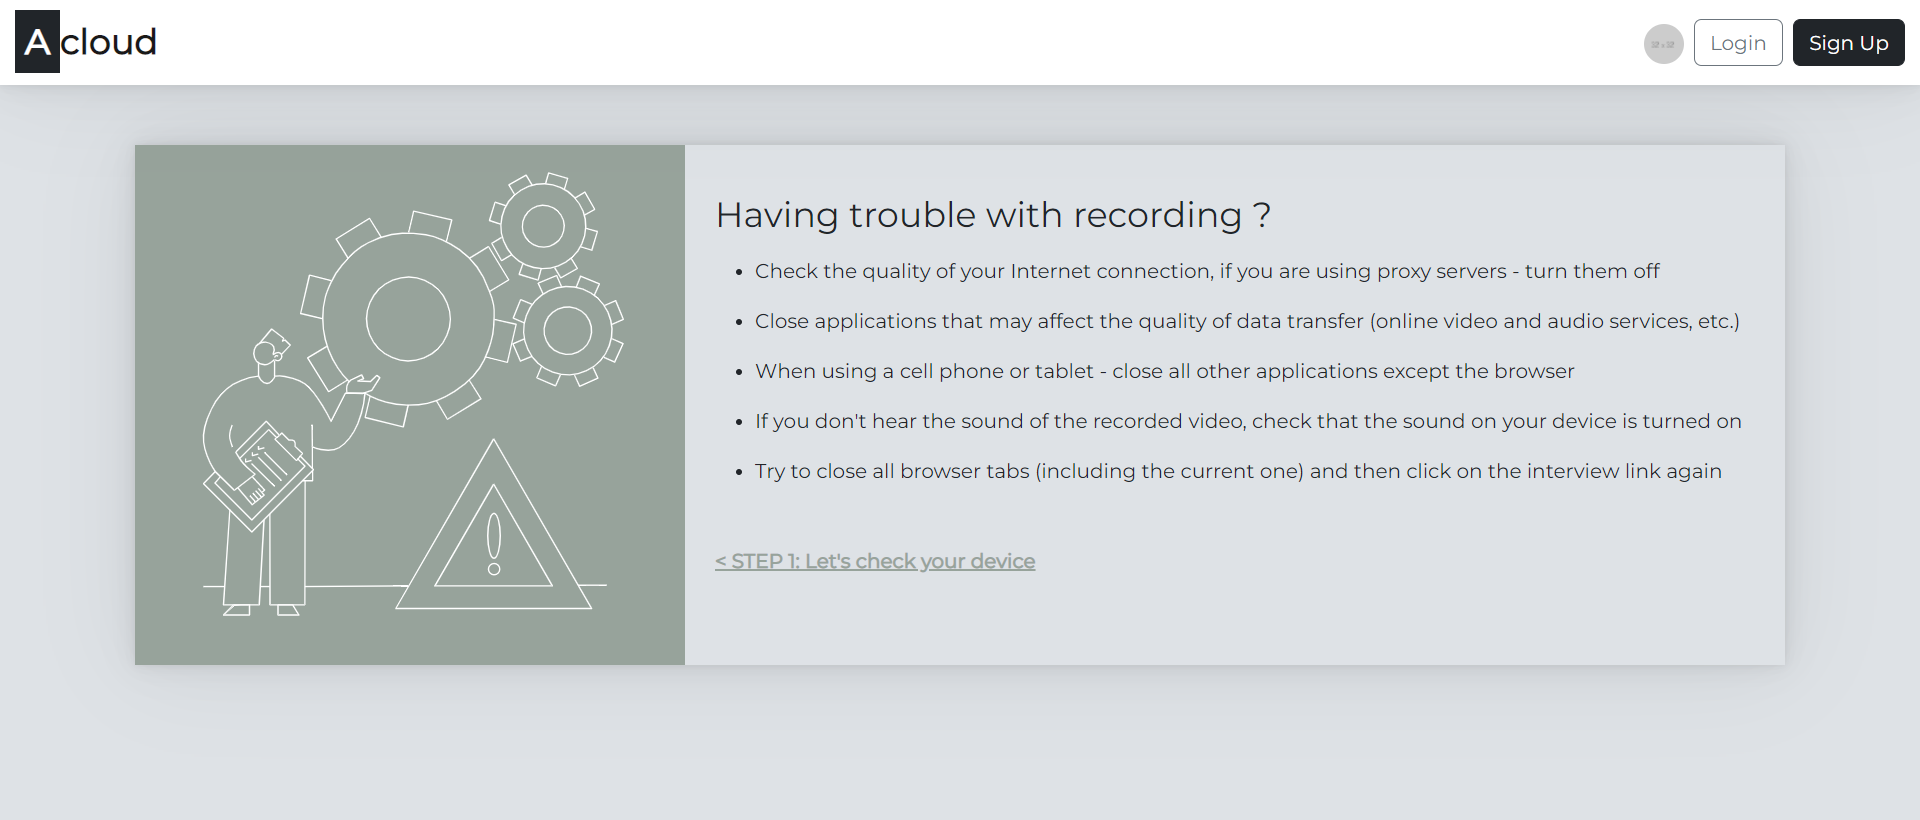 A cloud
Login
Sign Up
Having trouble with recording ?
• Check the quality of your Internet connection, if you are using proxy servers - turn them off
• Close applications that may affect the quality of data transfer (online video and audio services, etc.)
• When using a cell phone or tablet - close all other applications except the browser
• If you don't hear the sound of the recorded video, check that the sound on your device is turned on
• Try to close all browser tabs (including the current one) and then click on the interview link again
< STEP 1: Let's check your device